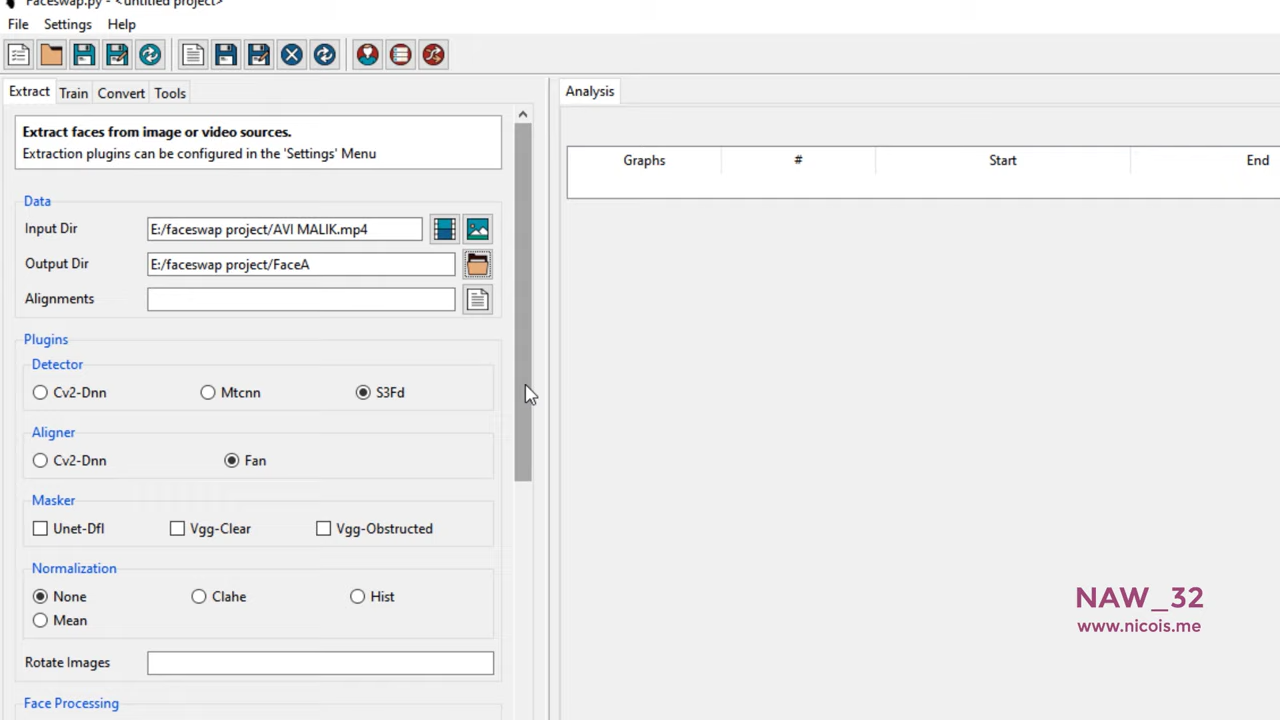 Faceswap.py - <untitled project>
File Settings Help
Extract Train Convert Tools
Analysis
Extract faces from image or video sources.
Extraction plugins can be configured in the 'Settings' Menu
Graphs # Start End
Data
Input Dir E:/faceswap project/AVI MALIK.mp4
Output Dir E:/faceswap project/FaceA
Alignments
Plugins
Detector
Cv2-Dnn Mtcnn S3Fd
Aligner
Cv2-Dnn Fan
Masker
Unet-Dfl Vgg-Clear Vgg-Obstructed
Normalization
None Clahe Hist
Mean
Rotate Images
Face Processing
NAW_32
www.nicois.me